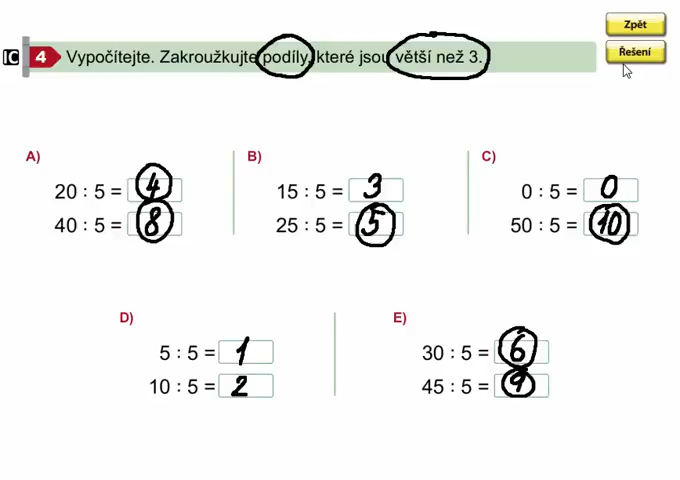 Zpět
Řešení
4 Vypočítejte. Zakroužkujte podíly, které jsou větší než 3.
A) B) C)
20 : 5 = 4 15 : 5 = 3 0 : 5 = 0
40 : 5 = 8 25 : 5 = 5 50 : 5 = 10
D) E)
5 : 5 = 1 30 : 5 = 6
10 : 5 = 2 45 : 5 = 9